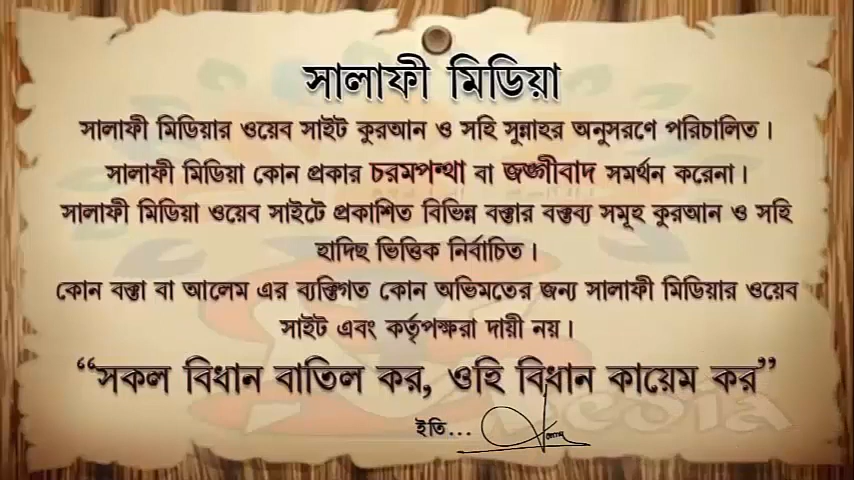 সালাফী মিডিয়া
সালাফী মিডিয়ার ওয়েব সাইট কুরআন ও সহি সুন্নাহর অনুসরণে পরিচালিত।
সালাফী মিডিয়া কোন প্রকার চরমপন্থা বা জঙ্গীবাদ সমর্থন করেনা।
সালাফী মিডিয়া ওয়েব সাইটে প্রকাশিত বিভিন্ন বক্তার বক্তব্য সমূহ কুরআন ও সহি
হাদিছ ভিত্তিক নির্বাচিত।
কোন বক্তা বা আলেম এর ব্যক্তিগত কোন অভিমতের জন্য সালাফী মিডিয়ার ওয়েব
সাইট এবং কর্তৃপক্ষরা দায়ী নয়।
“সকল বিধান বাতিল কর, ওহি বিধান কায়েম কর”
media
ইতি...